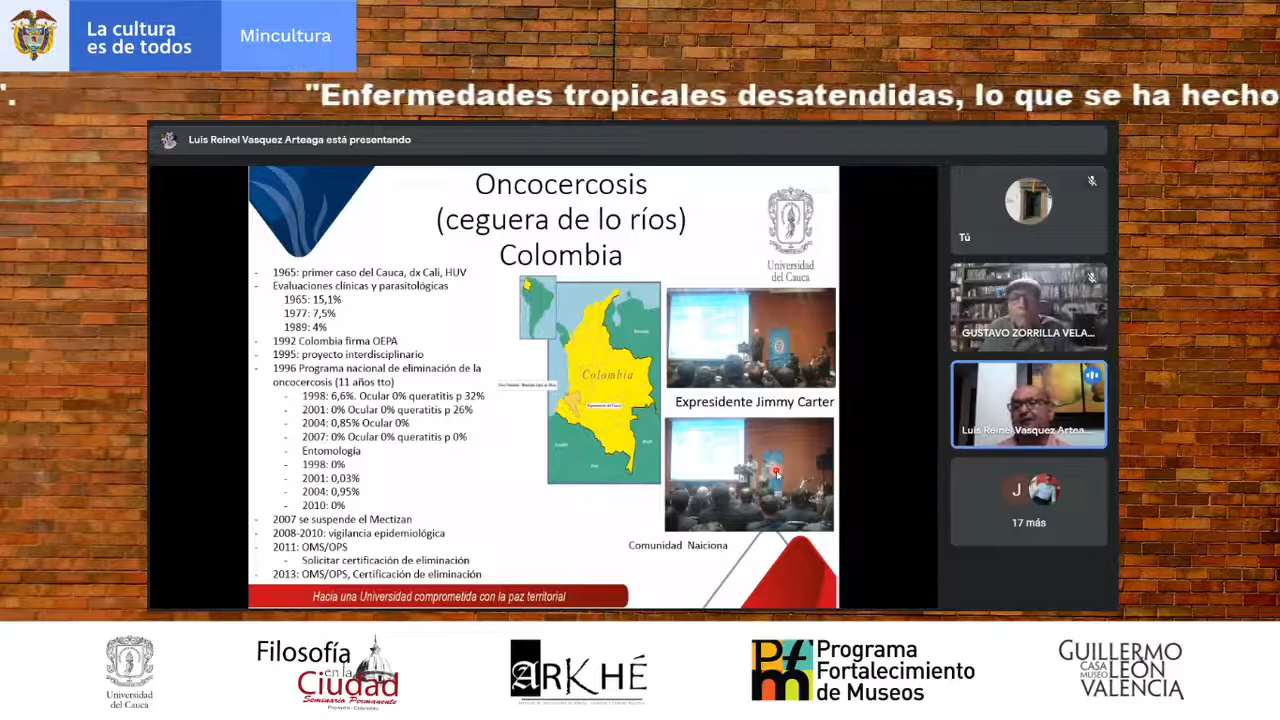 La cultura
es de todos
Mincultura
". "Enfermedades tropicales desatendidas, lo que se ha hecho
Luis Reinel Vasquez Arteaga está presentando
Oncocercosis
(ceguera de lo ríos)
Colombia
Universidad
del Cauca
- 1965: primer caso del Cauca, dx Cali, HUV
- Evaluaciones clínicas y parasitológicas
1965: 15,1%
1977: 7,5%
1989: 4%
- 1992 Colombia firma OEPA
- 1995: proyecto interdisciplinario
- 1996 Programa nacional de eliminación de la
oncocercosis (11 años tto)
- 1998: 6,6%. Ocular 0% queratitis p 32%
- 2001: 0% Ocular 0% queratitis p 26%
- 2004: 0,85% Ocular 0%
- 2007: 0% Ocular 0% queratitis p 0%
- Entomología
- 1998: 0%
- 2001: 0,03%
- 2004: 0,95%
- 2010: 0%
- 2007 se suspende el Mectizan
- 2008-2010: vigilancia epidemiológica
- 2011: OMS/OPS
- Solicitar certificación de eliminación
- 2013: OMS/OPS, Certificación de eliminación
Colombia
Expresidente Jimmy Carter
Comunidad Naiciona
Hacia una Universidad comprometida con la paz territorial
Tú
GUSTAVO ZORRILLA VELA...
Luis Reinel Vasquez Artea...
J
17 más
Universidad
del Cauca
Filosofía
en la
Ciudad
Seminario Permanente
Popayán - Colombia
ARKHÉ
Pfm
Programa
Fortalecimiento
de Museos
GUILLERMO
CASA MUSEO
LEÓN
VALENCIA